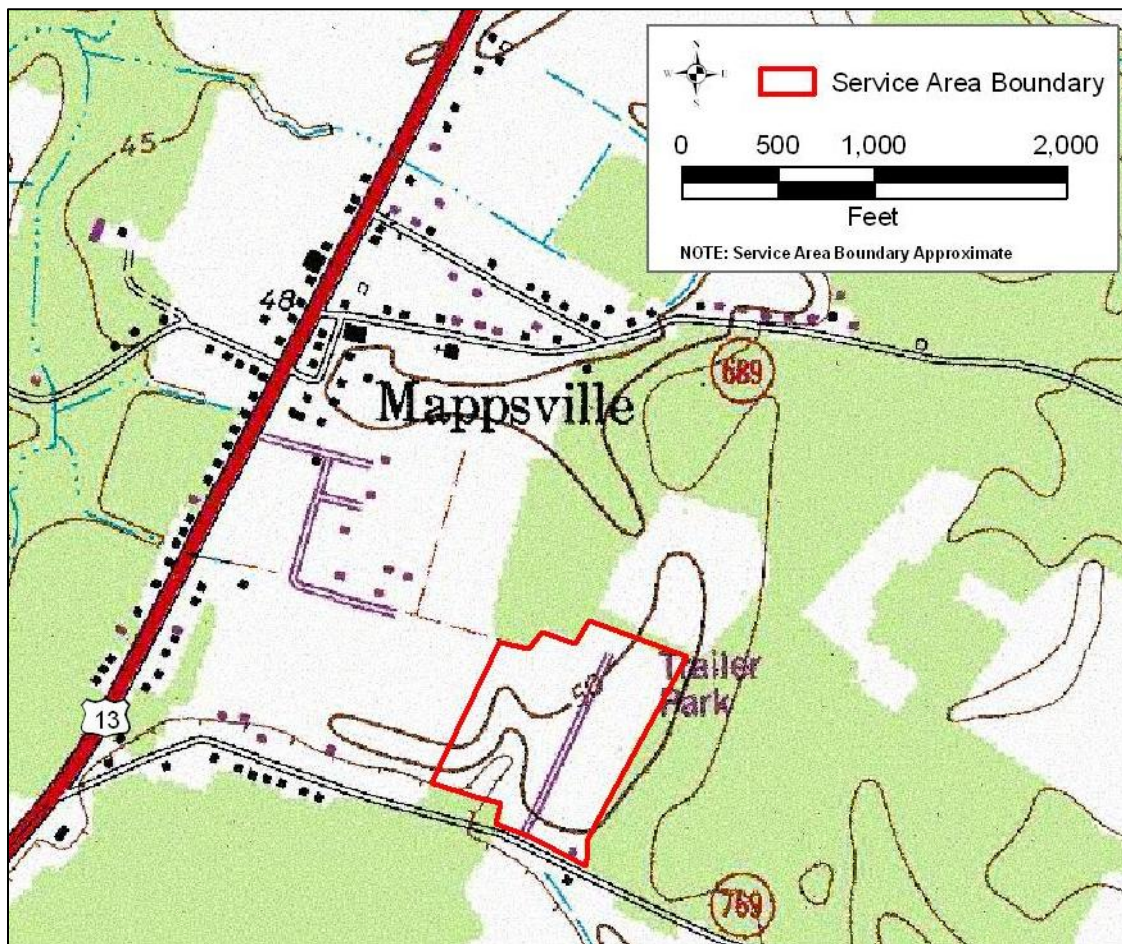 N
W E
S
Service Area Boundary
0 500 1,000 2,000
Feet
NOTE: Service Area Boundary Approximate
45
48
689
Mappsville
50
Trailer
Park
13
769